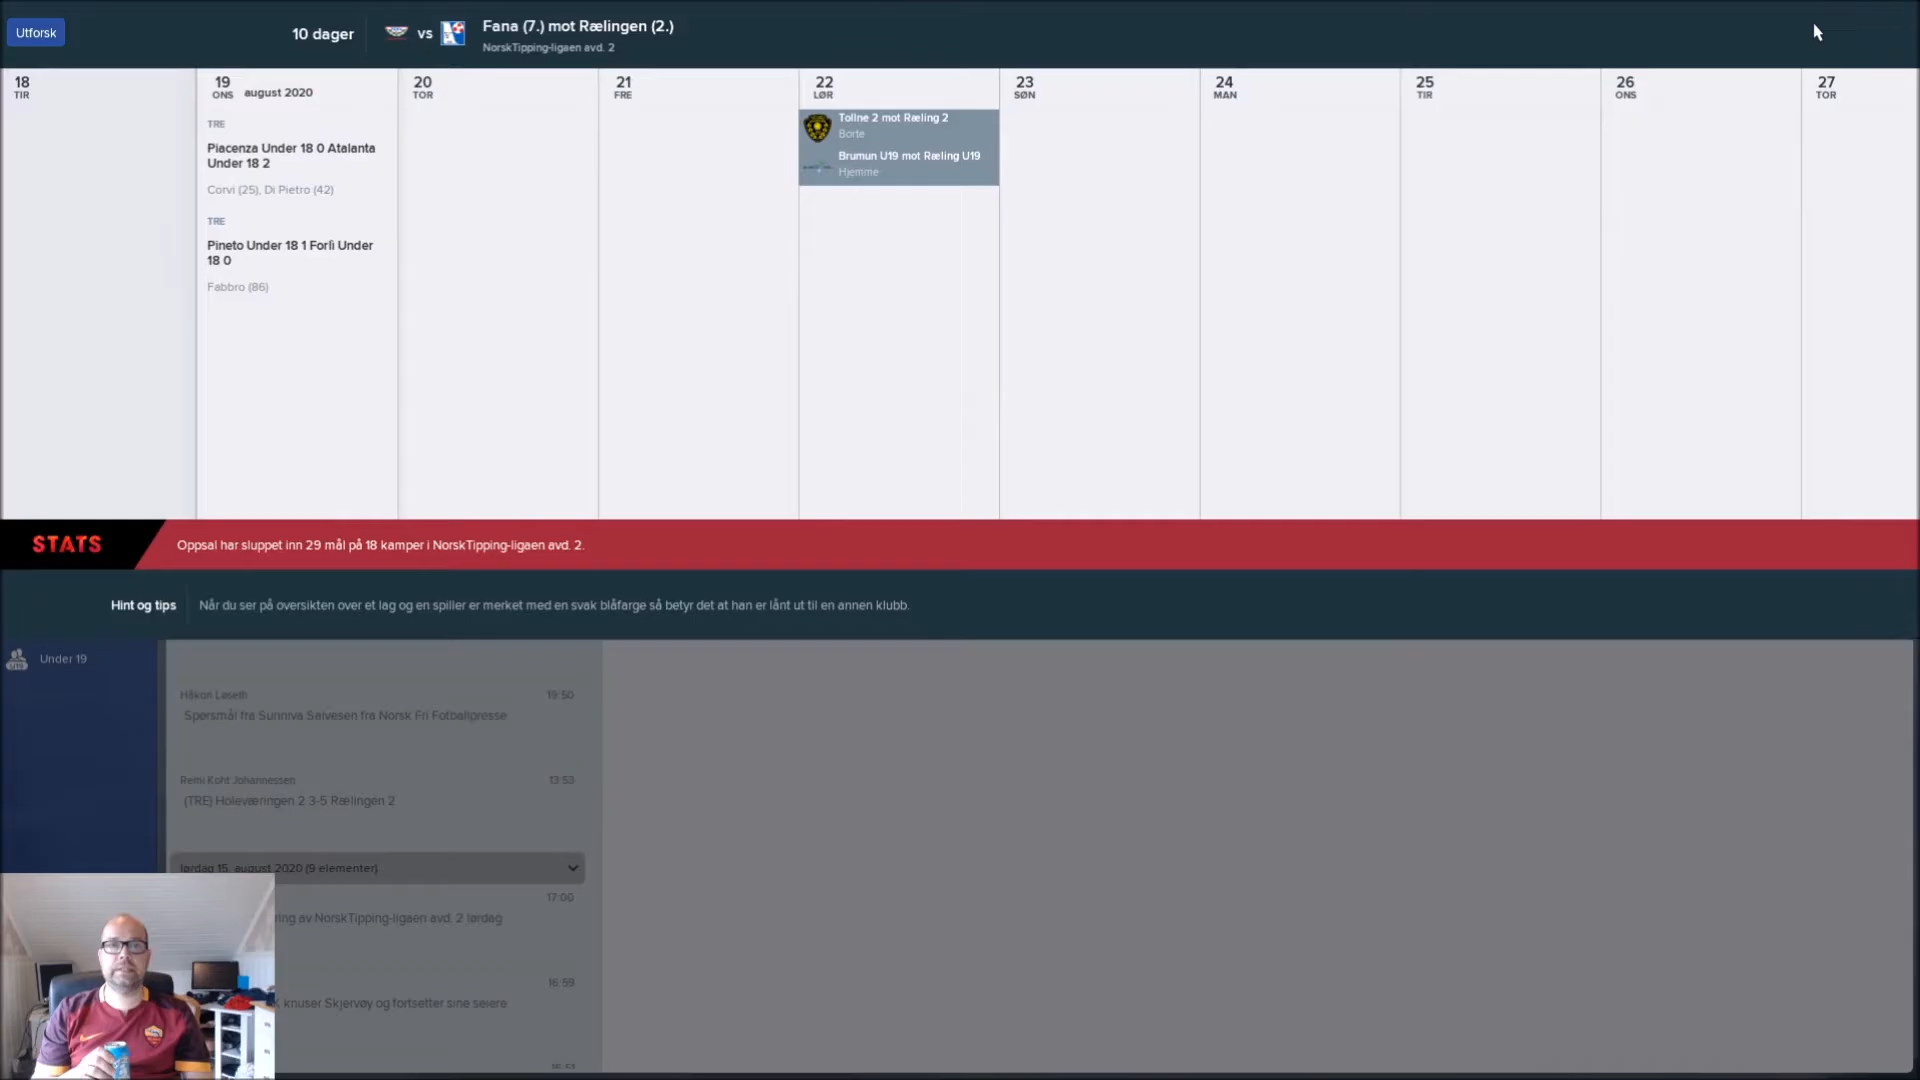 Utforsk
10 dager
vs
Fana (7.) mot Rælingen (2.)
NorskTipping-ligaen avd. 2
18
TIR
19
ONS
august 2020
20
TOR
21
FRE
22
LØR
23
SØN
24
MAN
25
TIR
26
ONS
27
TOR
TRE
Piacenza Under 18 0 Atalanta
Under 18 2
Corvi (25), Di Pietro (42)
TRE
Pineto Under 18 1 Forlì Under
18 0
Fabbro (86)
Tollne 2 mot Ræling 2
Borte
Brumun U19 mot Ræling U19
Hjemme
STATS
Oppsal har sluppet inn 29 mål på 18 kamper i NorskTipping-ligaen avd. 2.
Hint og tips
Når du ser på oversikten over et lag og en spiller er merket med en svak blåfarge så betyr det at han er lånt ut til en annen klubb.
Under 19
Håkon Løseth
19:50
Spørsmål fra Sunniva Salvesen fra Norsk Fri Fotballpresse
Remi Koht Johannessen
13:53
(TRE) Holeværingen 2 3-5 Rælingen 2
lørdag 15. august 2020 (9 elementer)
17:00
ring av NorskTipping-ligaen avd. 2 lørdag
16:59
knuser Skjervøy og fortsetter sine seiere
16:51